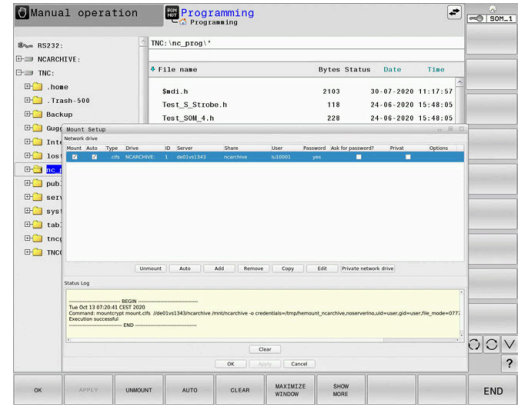 Manual operation
Programming
Programming
SOM_1
RS232:
NCARCHIVE:
TNC:
.home
.Trash-500
Backup
TNC:\nc_prog\*
File name Bytes Status Date Time
$mdi.h 2103 30-07-2020 11:17:57
Test_S_Strobe.h 118 24-06-2020 15:48:05
Test_SOM_4.h 228 24-06-2020 15:48:05
Mount Setup
Network drive
Mount Auto Type Drive ID Server Share User Password Ask for password? Privat Options
cifs NCARCHIVE: 1 de01vs1343 ncarchive yes
Unmount Auto Add Remove Copy Edit Private network drive
Status Log
BEGIN
Tue Oct 13 07:20:41 CEST 2020
Execution successful
END
Clear
OK Apply Cancel
OK APPLY UNMOUNT AUTO CLEAR MAXIMIZE WINDOW SHOW MORE END